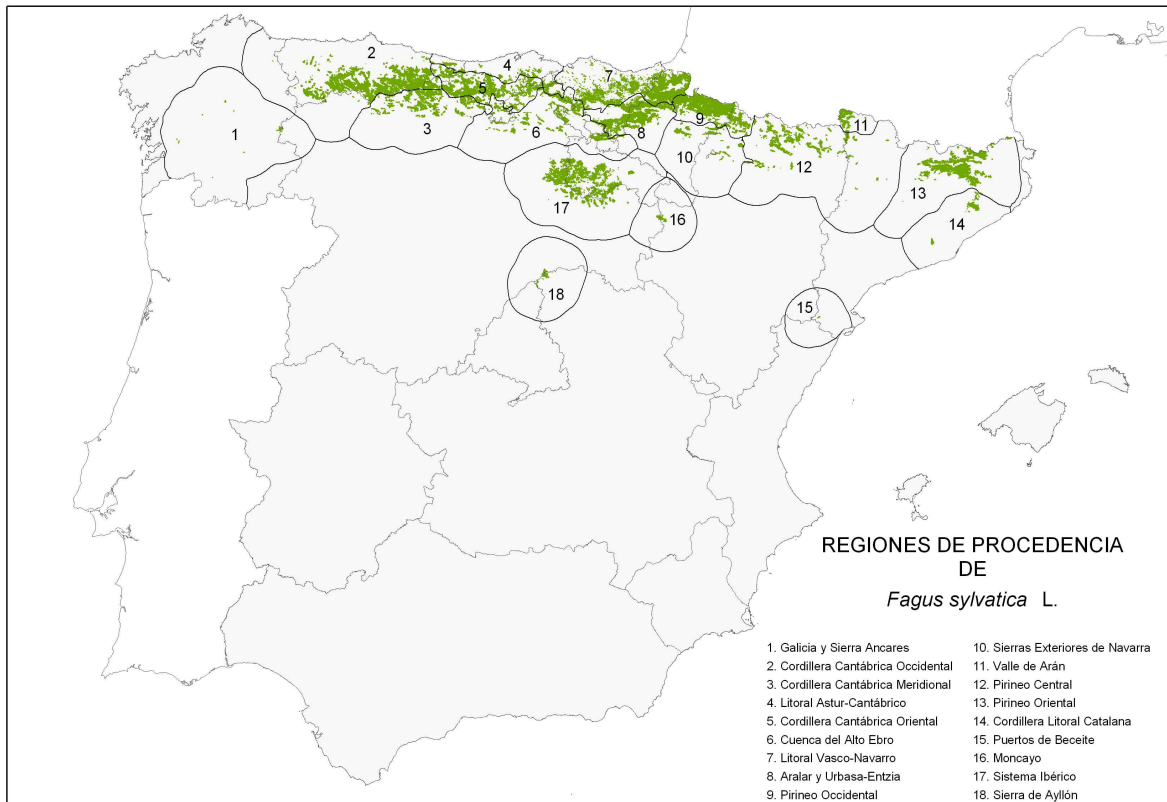 2
4
7
5
1
3
6
8
9
11
10
12
13
17
16
14
18
15
REGIONES DE PROCEDENCIA
DE
Fagus sylvatica L.
1. Galicia y Sierra Ancares
2. Cordillera Cantábrica Occidental
3. Cordillera Cantábrica Meridional
4. Litoral Astur-Cantábrico
5. Cordillera Cantábrica Oriental
6. Cuenca del Alto Ebro
7. Litoral Vasco-Navarro
8. Aralar y Urbasa-Entzia
9. Pirineo Occidental
10. Sierras Exteriores de Navarra
11. Valle de Arán
12. Pirineo Central
13. Pirineo Oriental
14. Cordillera Litoral Catalana
15. Puertos de Beceite
16. Moncayo
17. Sistema Ibérico
18. Sierra de Ayllón